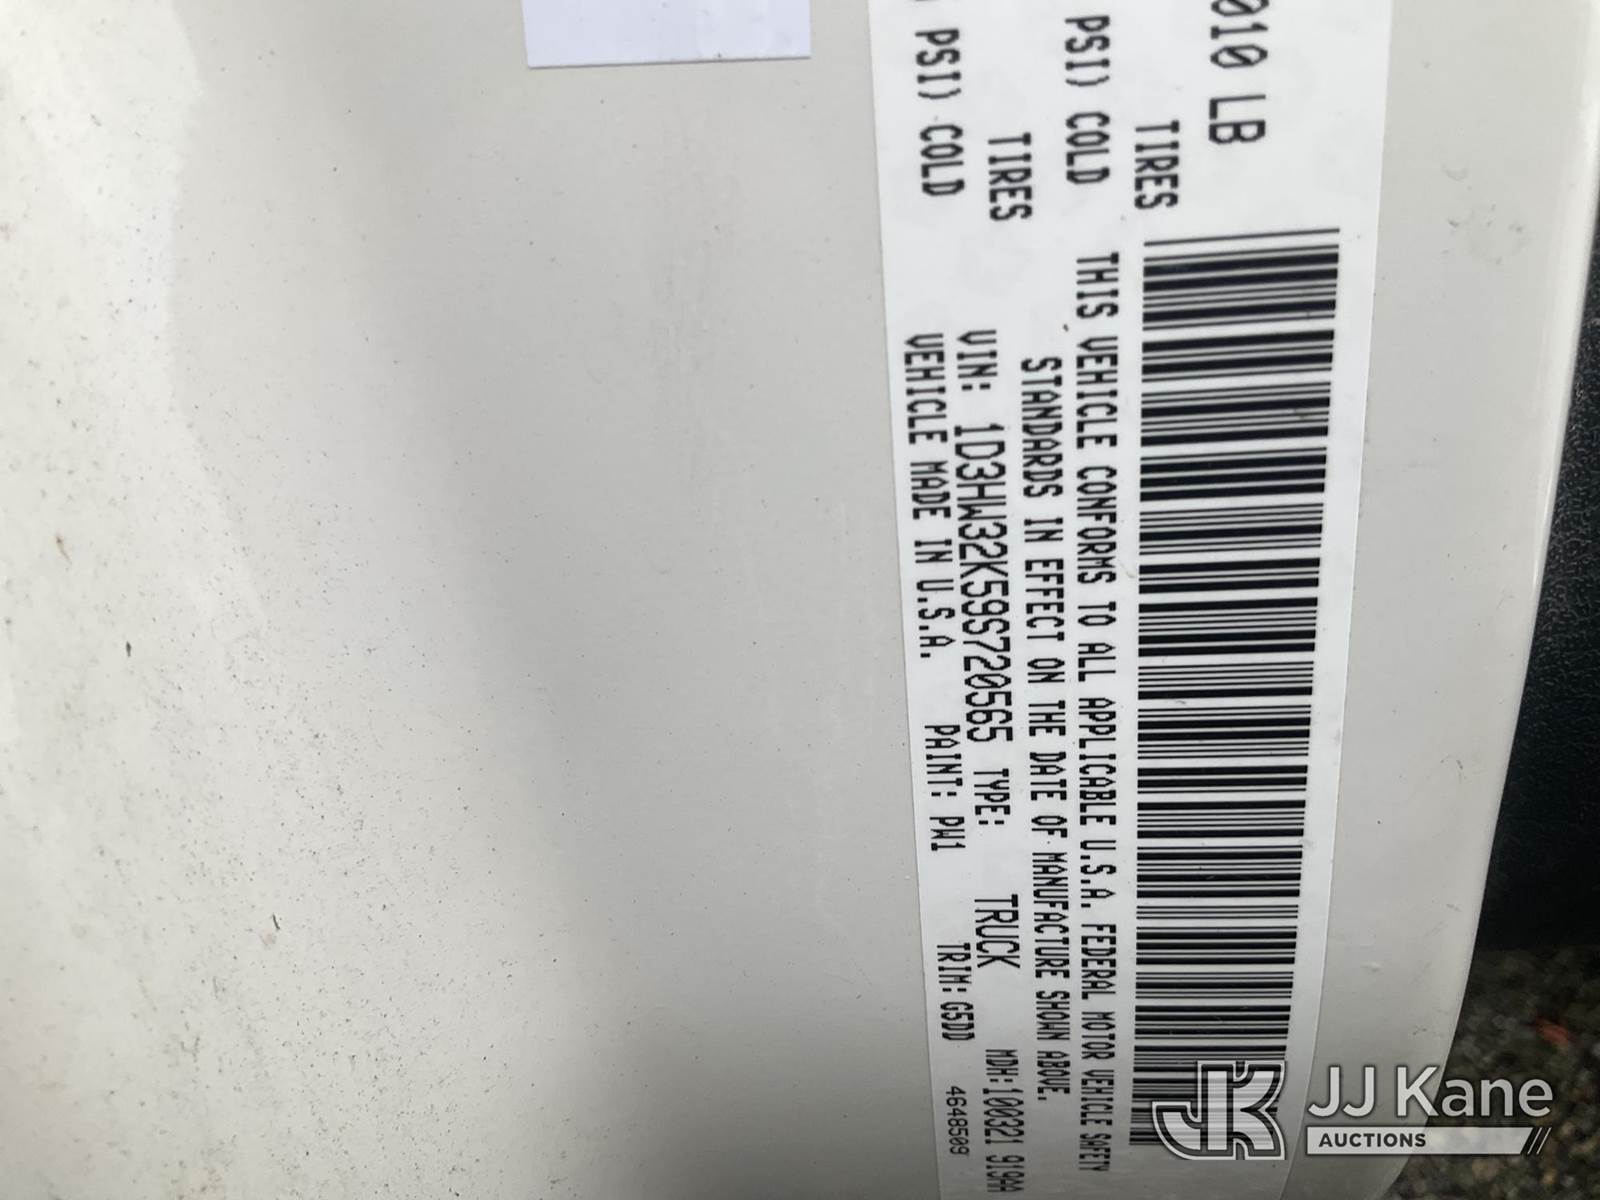 010 LB
TIRES
PSI) COLD
TIRES
PSI) COLD
THIS VEHICLE CONFORMS TO ALL APPLICABLE U.S.A. FEDERAL MOTOR VEHICLE SAFETY
STANDARDS IN EFFECT ON THE DATE OF MANUFACTURE SHOWN ABOVE.
VIN: 1D3HW32K59S720565 TYPE: TRUCK MDH: 100321 919AA
VEHICLE MADE IN U.S.A. PAINT: PW1 TRIM: G5DD 4648509
JK
JJ Kane
AUCTIONS